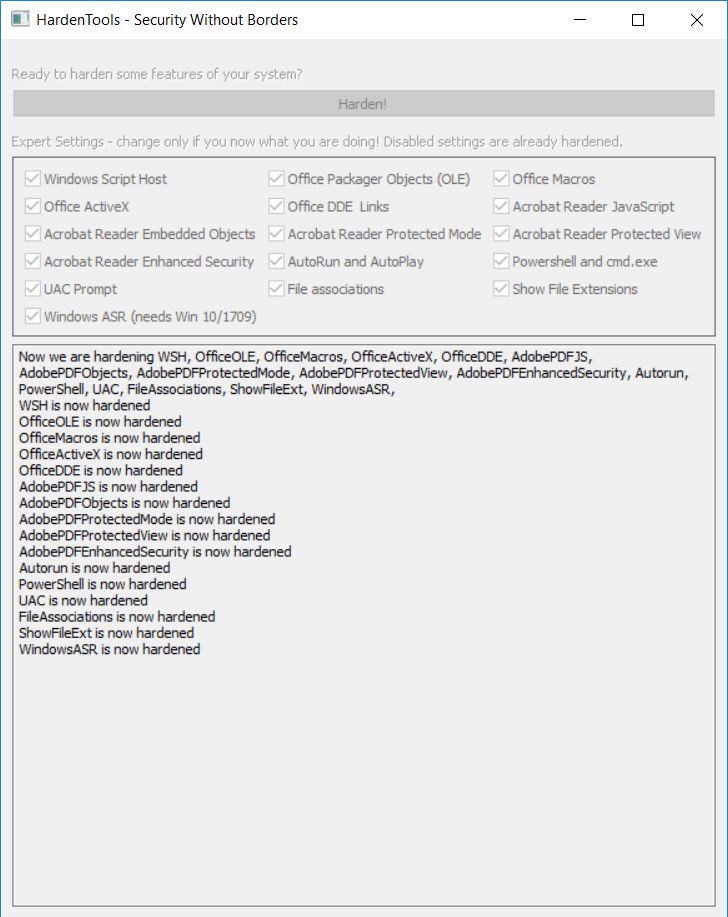 HardenTools - Security Without Borders
Ready to harden some features of your system?
Harden!
Expert Settings - change only if you now what you are doing! Disabled settings are already hardened.
Windows Script Host Office Packager Objects (OLE) Office Macros
Office ActiveX Office DDE Links Acrobat Reader JavaScript
Acrobat Reader Embedded Objects Acrobat Reader Protected Mode Acrobat Reader Protected View
Acrobat Reader Enhanced Security AutoRun and AutoPlay Powershell and cmd.exe
UAC Prompt File associations Show File Extensions
Windows ASR (needs Win 10/1709)
Now we are hardening WSH, OfficeOLE, OfficeMacros, OfficeActiveX, OfficeDDE, AdobePDFJS,
AdobePDFObjects, AdobePDFProtectedMode, AdobePDFProtectedView, AdobePDFEnhancedSecurity, Autorun,
PowerShell, UAC, FileAssociations, ShowFileExt, WindowsASR,
WSH is now hardened
OfficeOLE is now hardened
OfficeMacros is now hardened
OfficeActiveX is now hardened
OfficeDDE is now hardened
AdobePDFJS is now hardened
AdobePDFObjects is now hardened
AdobePDFProtectedMode is now hardened
AdobePDFProtectedView is now hardened
AdobePDFEnhancedSecurity is now hardened
Autorun is now hardened
PowerShell is now hardened
UAC is now hardened
FileAssociations is now hardened
ShowFileExt is now hardened
WindowsASR is now hardened